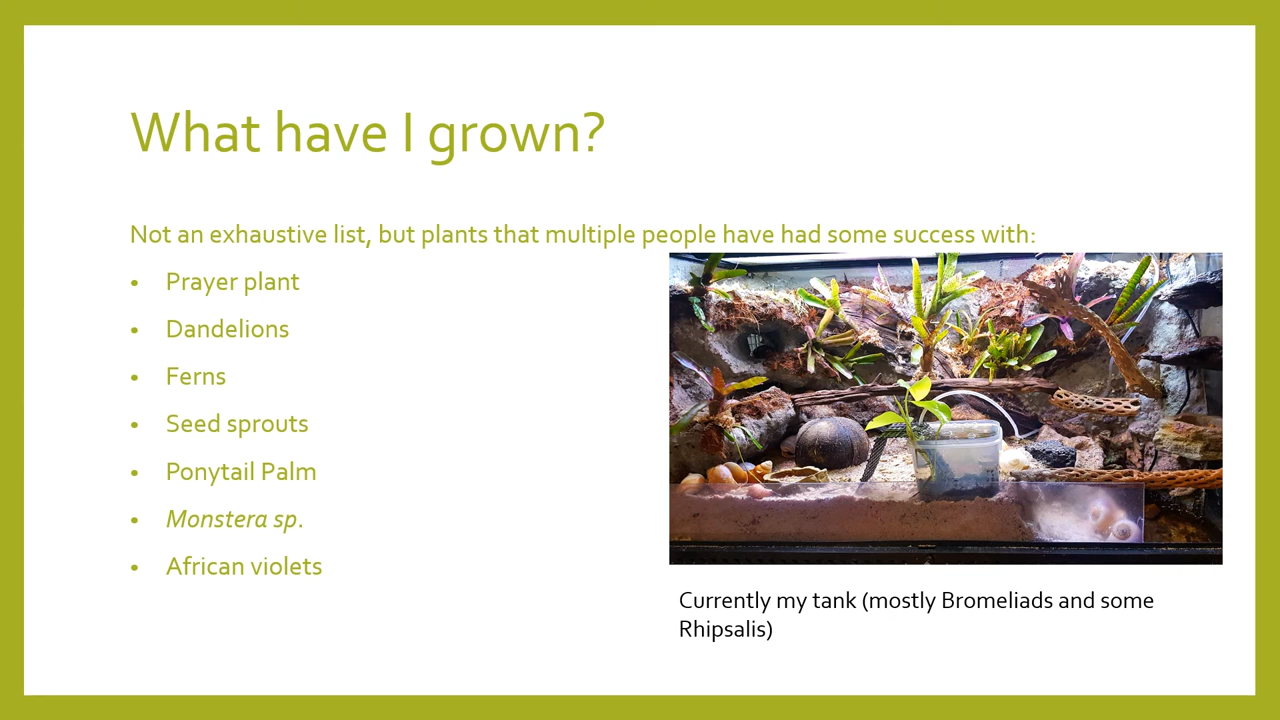 What have I grown?
Not an exhaustive list, but plants that multiple people have had some success with:
• Prayer plant
• Dandelions
• Ferns
• Seed sprouts
• Ponytail Palm
• Monstera sp.
• African violets
Currently my tank (mostly Bromeliads and some
Rhipsalis)